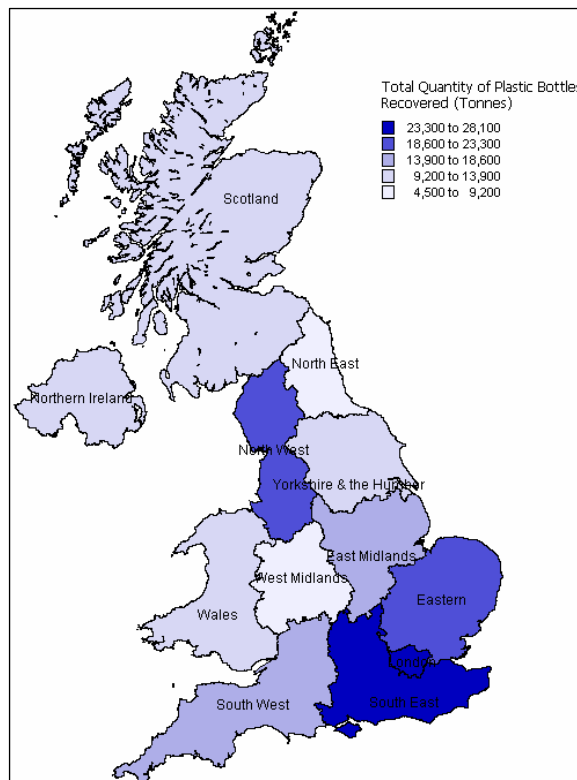 Total Quantity of Plastic Bottles
Recovered (Tonnes)
23,300 to 28,100
18,600 to 23,300
13,900 to 18,600
9,200 to 13,900
4,500 to 9,200
Scotland
North East
Northern Ireland
North West
Yorkshire & the Humber
East Midlands
West Midlands
Eastern
Wales
London
South West
South East